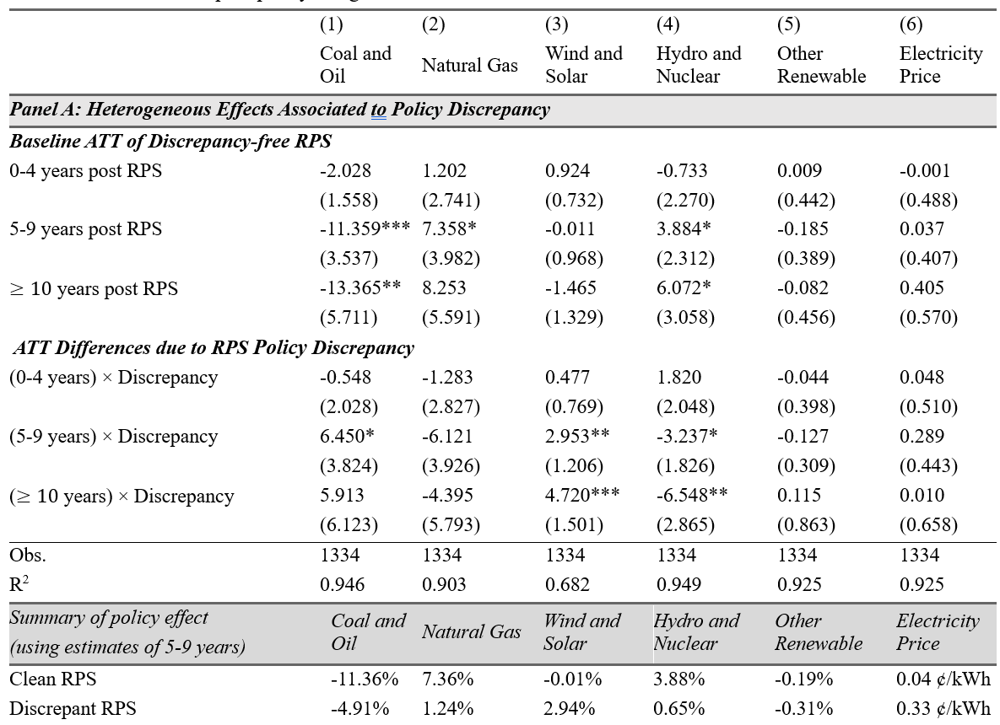 (1) (2) (3) (4) (5) (6)
Coal and Oil Natural Gas Wind and Solar Hydro and Nuclear Other Renewable Electricity Price
Panel A: Heterogeneous Effects Associated to Policy Discrepancy
Baseline ATT of Discrepancy-free RPS
0-4 years post RPS -2.028 1.202 0.924 -0.733 0.009 -0.001
(1.558) (2.741) (0.732) (2.270) (0.442) (0.488)
5-9 years post RPS -11.359*** 7.358* -0.011 3.884* -0.185 0.037
(3.537) (3.982) (0.968) (2.312) (0.389) (0.407)
≥ 10 years post RPS -13.365** 8.253 -1.465 6.072* -0.082 0.405
(5.711) (5.591) (1.329) (3.058) (0.456) (0.570)
ATT Differences due to RPS Policy Discrepancy
(0-4 years) × Discrepancy -0.548 -1.283 0.477 1.820 -0.044 0.048
(2.028) (2.827) (0.769) (2.048) (0.398) (0.510)
(5-9 years) × Discrepancy 6.450* -6.121 2.953** -3.237* -0.127 0.289
(3.824) (3.926) (1.206) (1.826) (0.309) (0.443)
(≥ 10 years) × Discrepancy 5.913 -4.395 4.720*** -6.548** 0.115 0.010
(6.123) (5.793) (1.501) (2.865) (0.863) (0.658)
Obs. 1334 1334 1334 1334 1334 1334
R² 0.946 0.903 0.682 0.949 0.925 0.925
Summary of policy effect (using estimates of 5-9 years) Coal and Oil Natural Gas Wind and Solar Hydro and Nuclear Other Renewable Electricity Price
Clean RPS -11.36% 7.36% -0.01% 3.88% -0.19% 0.04 ¢/kWh
Discrepant RPS -4.91% 1.24% 2.94% 0.65% -0.31% 0.33 ¢/kWh